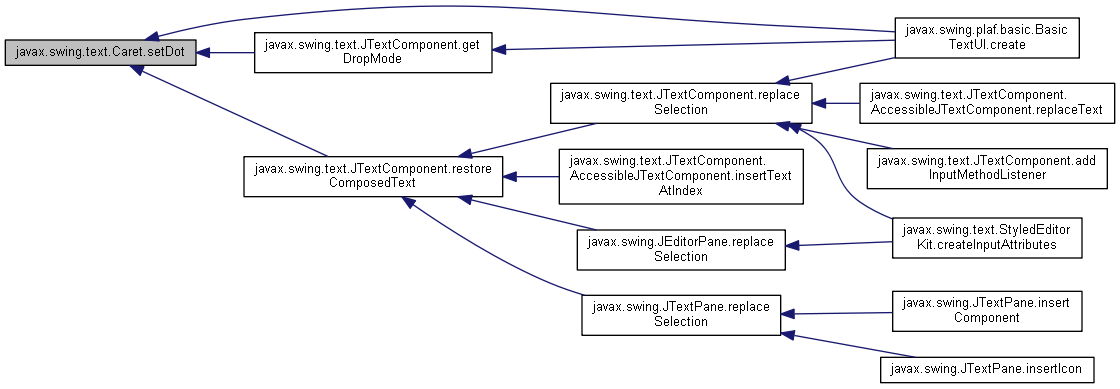 javax.swing.text.Caret.setDot
javax.swing.text.JTextComponent.get
DropMode
javax.swing.plaf.basic.Basic
TextUI.create
javax.swing.text.JTextComponent.replace
Selection
javax.swing.text.JTextComponent.
AccessibleJTextComponent.replaceText
javax.swing.text.JTextComponent.restore
ComposedText
javax.swing.text.JTextComponent.
AccessibleJTextComponent.insertText
AtIndex
javax.swing.text.JTextComponent.add
InputMethodListener
javax.swing.JEditorPane.replace
Selection
javax.swing.text.StyledEditor
Kit.createInputAttributes
javax.swing.JTextPane.replace
Selection
javax.swing.JTextPane.insert
Component
javax.swing.JTextPane.insertIcon